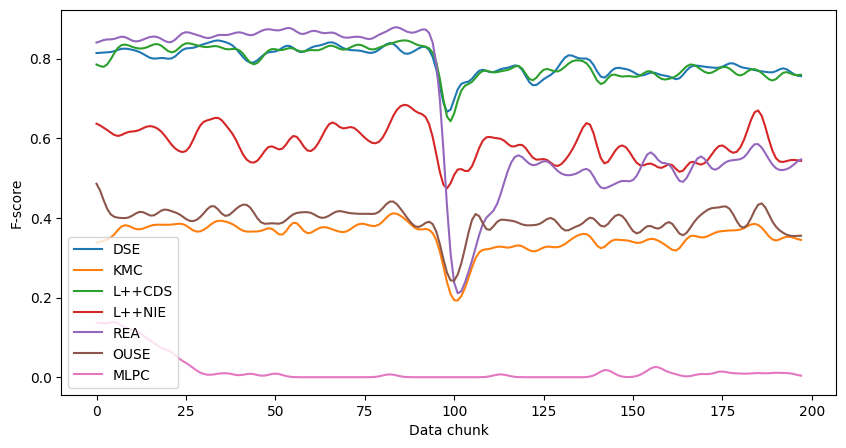 F-score
0.8
0.6
0.4
0.2
0.0
DSE
KMC
L++CDS
L++NIE
REA
OUSE
MLPC
0 25 50 75 100 125 150 175 200
Data chunk